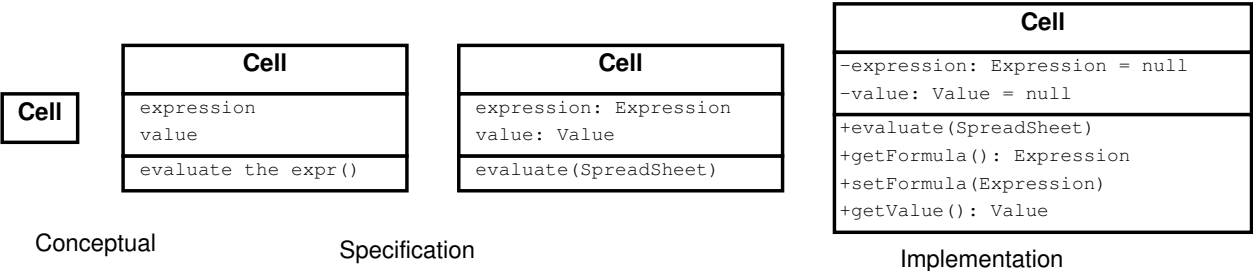 Cell
Cell
expression
value
evaluate the expr()
Cell
expression: Expression
value: Value
evaluate(SpreadSheet)
Cell
-expression: Expression = null
-value: Value = null
+evaluate(SpreadSheet)
+getFormula(): Expression
+setFormula(Expression)
+getValue(): Value
Conceptual
Specification
Implementation